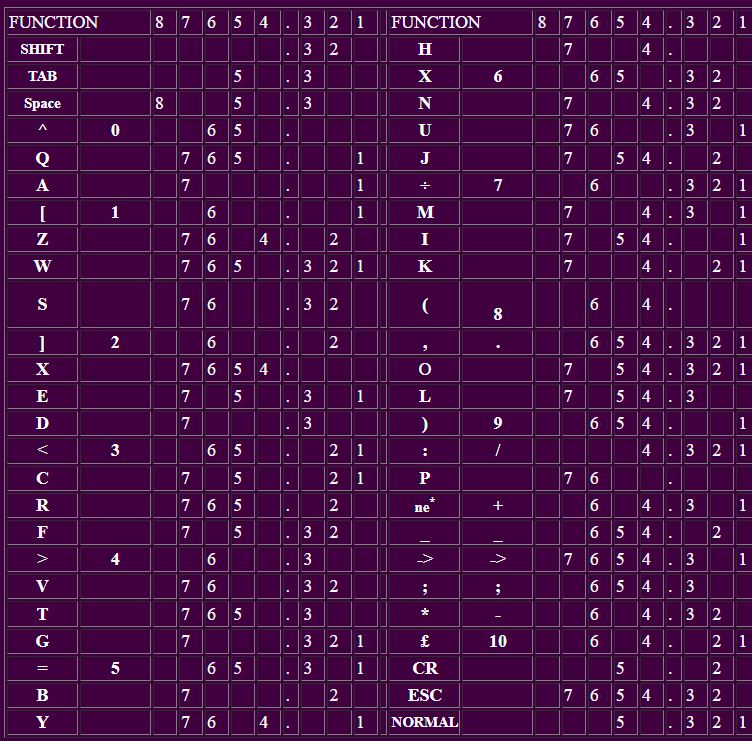 FUNCTION 8 7 6 5 4 . 3 2 1 FUNCTION 8 7 6 5 4 . 3 2 1
SHIFT . 3 2 H 7 4 .
TAB 5 . 3 X 6 6 5 . 3 2
Space 8 5 . 3 N 7 4 . 3 2
^ 0 6 5 . U 7 6 . 3 1
Q 7 6 5 . 1 J 7 5 4 . 2
A 7 . 1 ÷ 7 6 . 3 2 1
[ 1 6 . 1 M 7 4 . 3 1
Z 7 6 4 . 2 I 7 5 4 . 1
W 7 6 5 . 3 2 1 K 7 4 . 2 1
S 7 6 . 3 2 ( 8 6 4 .
] 2 6 . 2 , . 6 5 4 . 3 2 1
X 7 6 5 4 . O 7 5 4 . 3 2 1
E 7 5 . 3 1 L 7 5 4 . 3
D 7 . 3 ) 9 6 5 4 . 1
< 3 6 5 . 2 1 : / 4 . 3 2 1
C 7 5 . 2 1 P 7 6 .
R 7 6 5 . 2 ne* + 6 4 . 3 1
F 7 5 . 3 2 _ _ 6 5 4 . 2
> 4 6 . 3 -> -> 7 6 5 4 . 3 1
V 7 6 . 3 2 ; ; 6 5 4 . 3
T 7 6 5 . 3 * - 6 4 . 3 2
G 7 . 3 2 1 £ 10 6 4 . 2 1
= 5 6 5 . 3 1 CR 5 . 2
B 7 . 2 ESC 7 6 5 4 . 3 2
Y 7 6 4 . 1 NORMAL 5 . 3 2 1